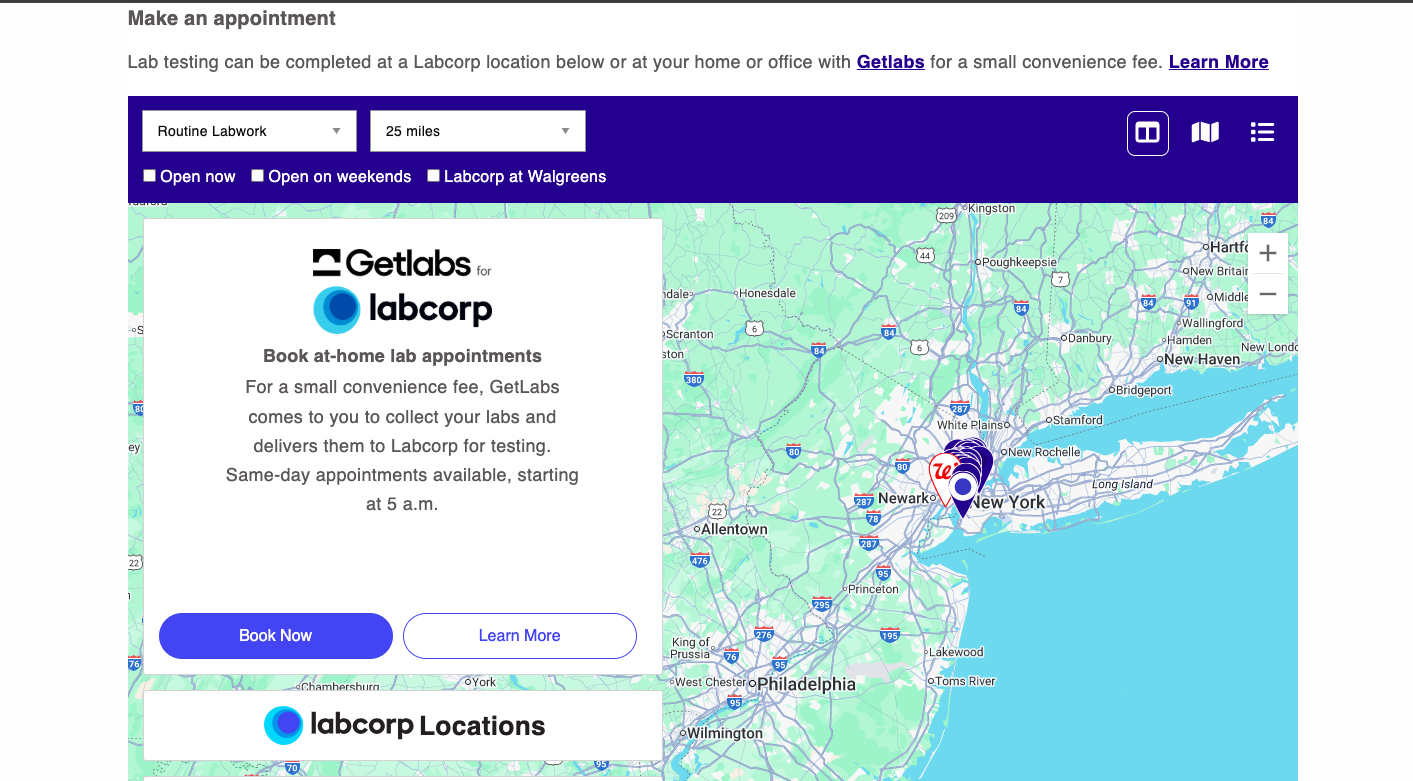 Make an appointment
Lab testing can be completed at a Labcorp location below or at your home or office with Getlabs for a small convenience fee. Learn More
Routine Labwork
25 miles
Open now
Open on weekends
Labcorp at Walgreens
Getlabs for
labcorp
Book at-home lab appointments
For a small convenience fee, GetLabs
comes to you to collect your labs and
delivers them to Labcorp for testing.
Same-day appointments available, starting
at 5 a.m.
Book Now
Learn More
labcorp Locations
209
Kingston
84
44
Poughkeepsie
7
Hartfo
New Britain
Honesdale
84
84
91
Middle
Scranton
6
84
84
6
Wallingford
Danbury
Hamden
New Haven
New Londo
380
Bridgeport
287
White Plains
Stamford
80
80
New Rochelle
Long Island
Newark
New York
287
78
22
Allentown
287
476
95
Princeton
295
276
195
King of
Prussia
76
95
Lakewood
West Chester
Philadelphia
Toms River
95
Wilmington
Chambersburg
York
70
95
80
ey
22
76
+
−